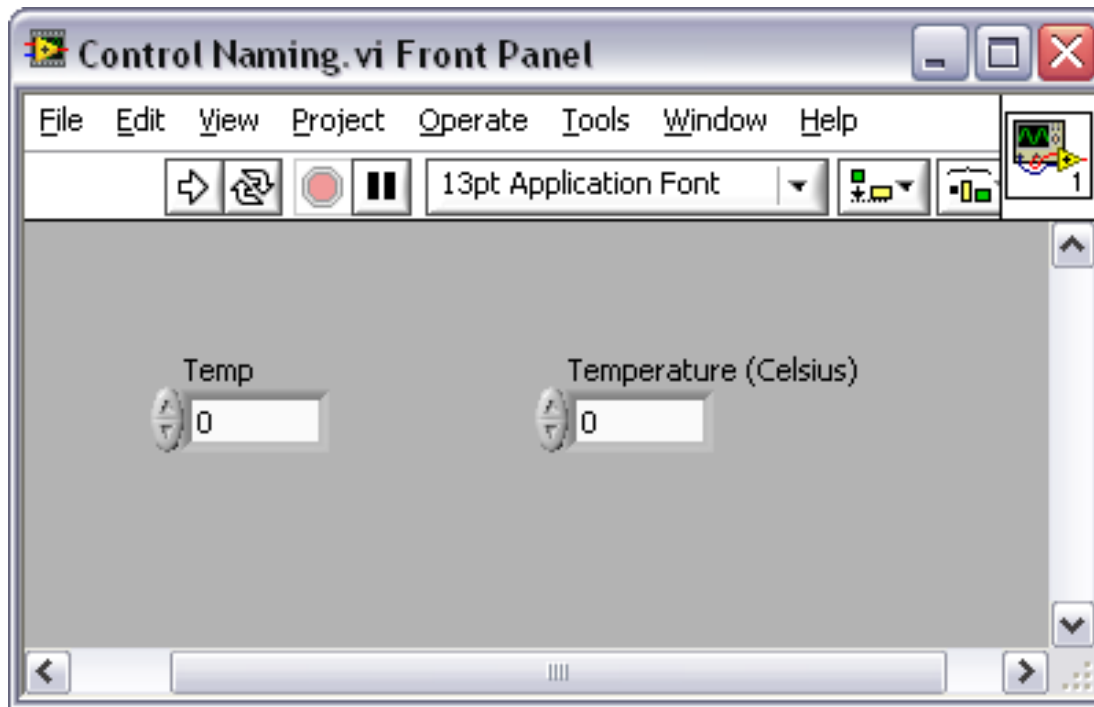 Control Naming.vi Front Panel
File Edit View Project Operate Tools Window Help
13pt Application Font
1
Temp Temperature (Celsius)
0 0